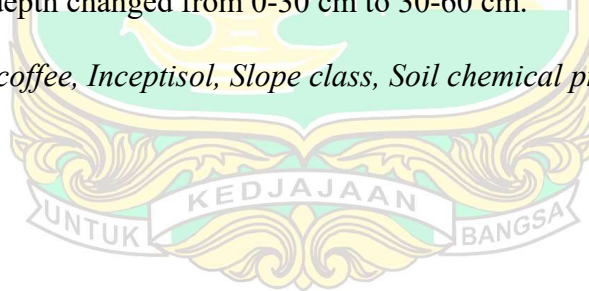 depth changed from 0-30 cm to 30-60 cm.
coffee, Inceptisol, Slope class, Soil chemical
KEDJAJAAN
UNTUK BANGSA